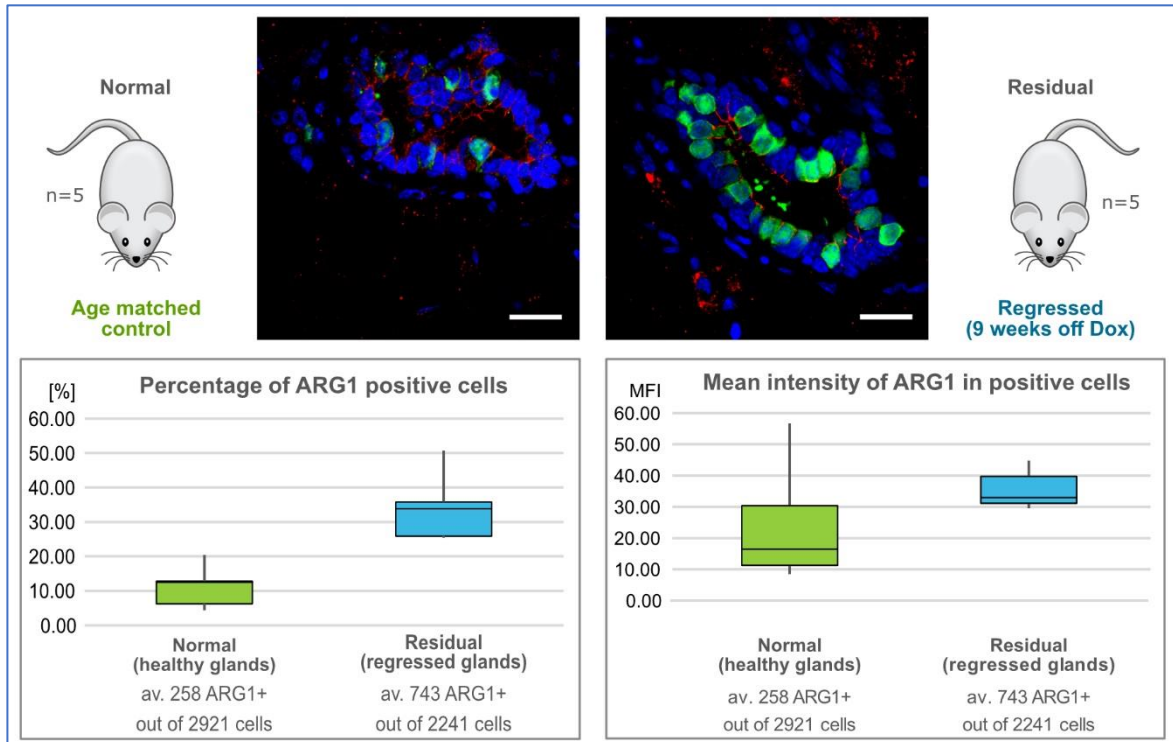 Normal
n=5
Age matched
control
Residual
n=5
Regressed
(9 weeks off Dox)
Percentage of ARG1 positive cells
[%]
60.00
50.00
40.00
30.00
20.00
10.00
0.00
Normal
(healthy glands)
av. 258 ARG1+
out of 2921 cells
Residual
(regressed glands)
av. 743 ARG1+
out of 2241 cells
Mean intensity of ARG1 in positive cells
MFI
60.00
50.00
40.00
30.00
20.00
10.00
0.00
Normal
(healthy glands)
av. 258 ARG1+
out of 2921 cells
Residual
(regressed glands)
av. 743 ARG1+
out of 2241 cells